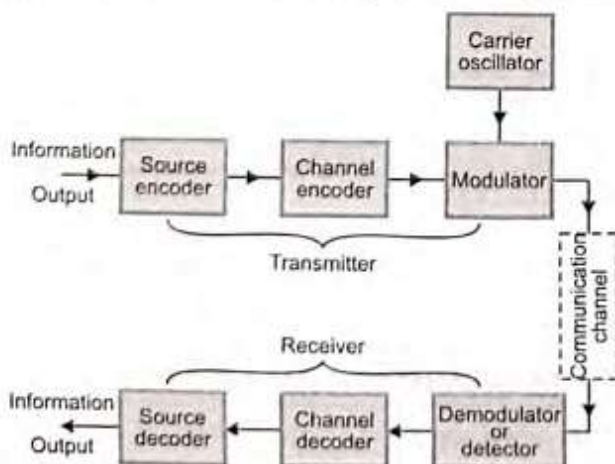 Carrier
oscillator
Information
Output
Source
encoder
Channel
encoder
Modulator
Transmitter
Communication
channel
Receiver
Information
Output
Source
decoder
Channel
decoder
Demodulator
or
detector